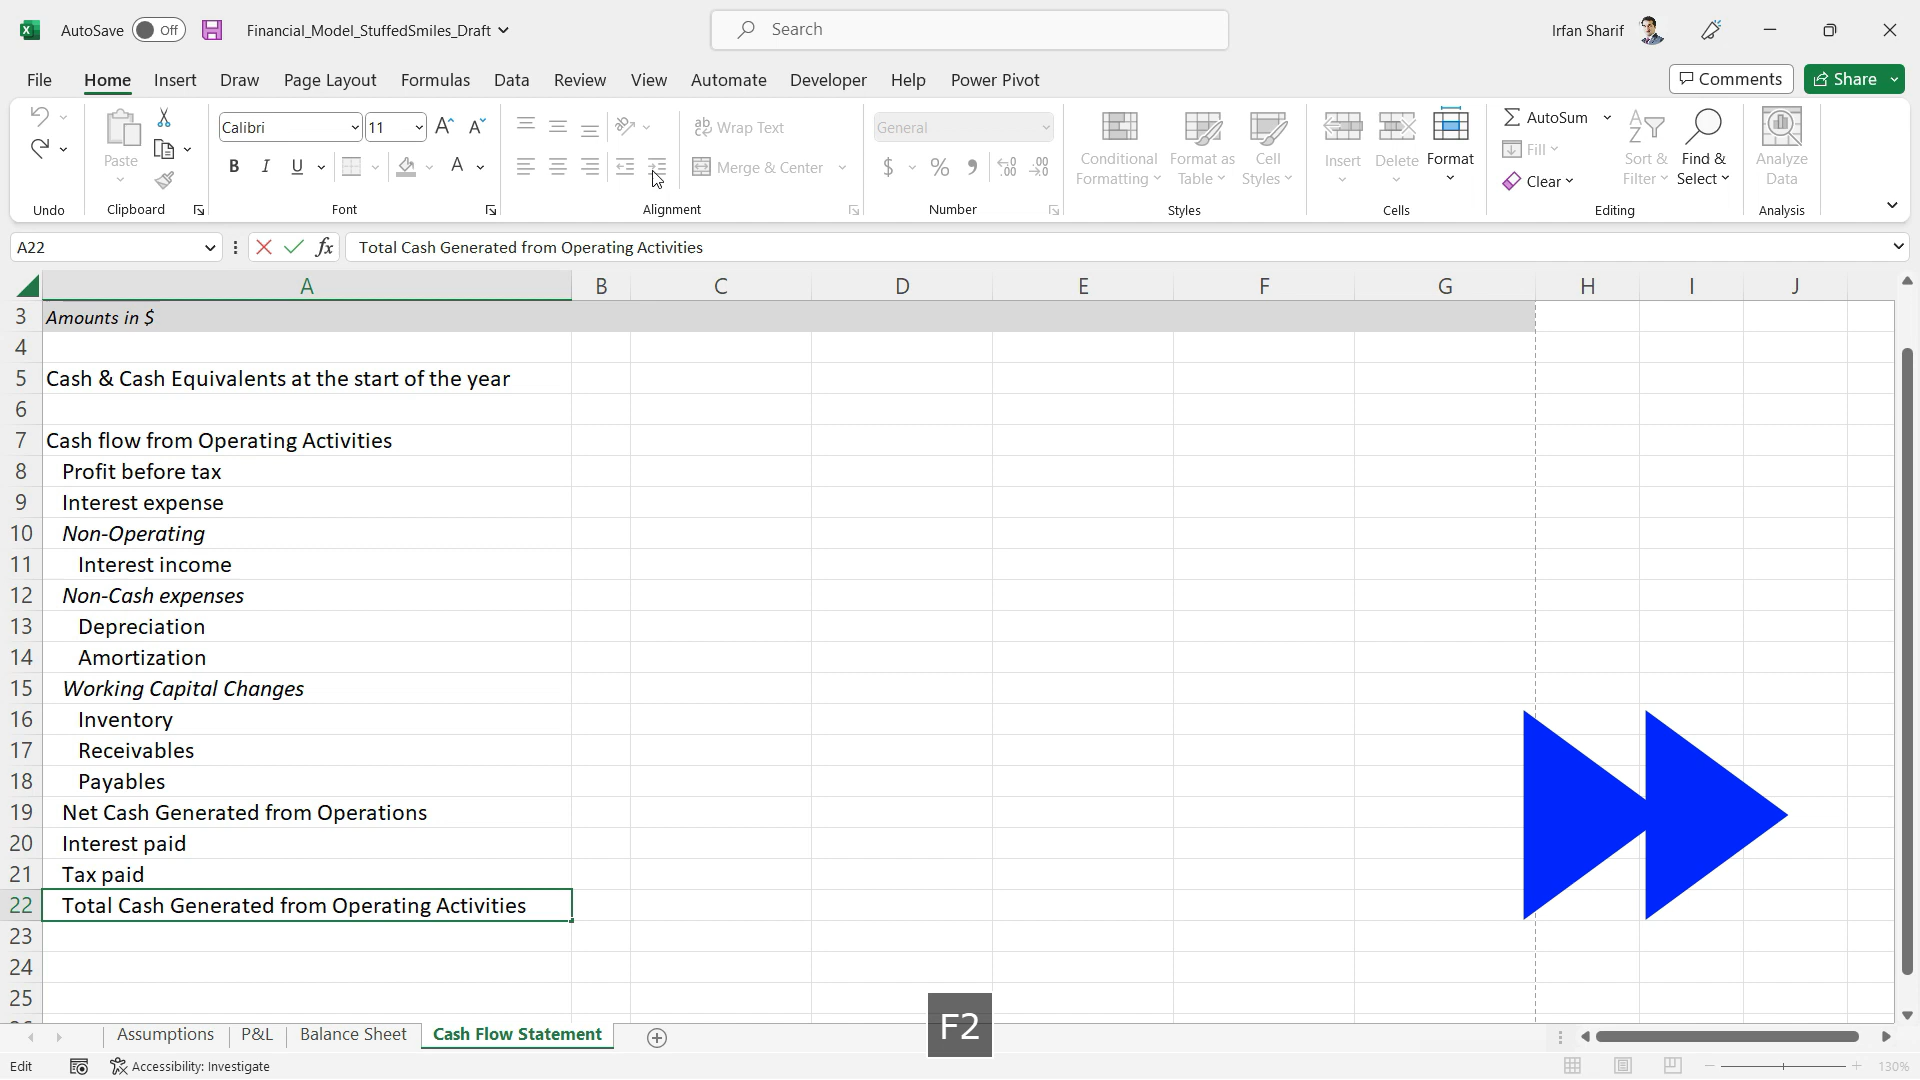 AutoSave Off Financial_Model_StuffedSmiles_Draft Search Irfan Sharif
File Home Insert Draw Page Layout Formulas Data Review View Automate Developer Help Power Pivot Comments Share
Calibri 11 ab Wrap Text General AutoSum
Paste B I U A Merge & Center $ % Conditional Formatting Format as Table Cell Styles Insert Delete Format Fill Clear Sort & Filter Find & Select Analyze Data
Undo Clipboard Font Alignment Number Styles Cells Editing Analysis
A22 fx Total Cash Generated from Operating Activities
A B C D E F G H I J
3 Amounts in $
4
5 Cash & Cash Equivalents at the start of the year
6
7 Cash flow from Operating Activities
8 Profit before tax
9 Interest expense
10 Non-Operating
11 Interest income
12 Non-Cash expenses
13 Depreciation
14 Amortization
15 Working Capital Changes
16 Inventory
17 Receivables
18 Payables
19 Net Cash Generated from Operations
20 Interest paid
21 Tax paid
22 Total Cash Generated from Operating Activities
23
24
25
F2
Assumptions P&L Balance Sheet Cash Flow Statement
Edit Accessibility: Investigate 130%